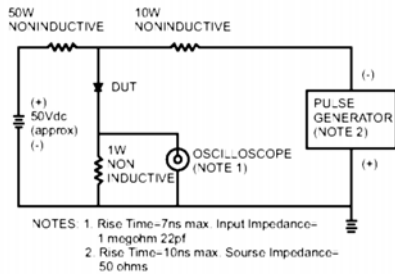 50W
NONINDUCTIVE
10W
NONINDUCTIVE
(+)
50Vdc
(approx)
(-)
DUT
1W
NON
INDUCTIVE
OSCILLOSCOPE
(NOTE 1)
(-)
PULSE
GENERATOR
(NOTE 2)
(+)
NOTES: 1. Rise Time–7ns max. Input Impedance–
1 megohm 22pf
2. Rise Time–10ns max. Sourse Impedance–
50 ohms